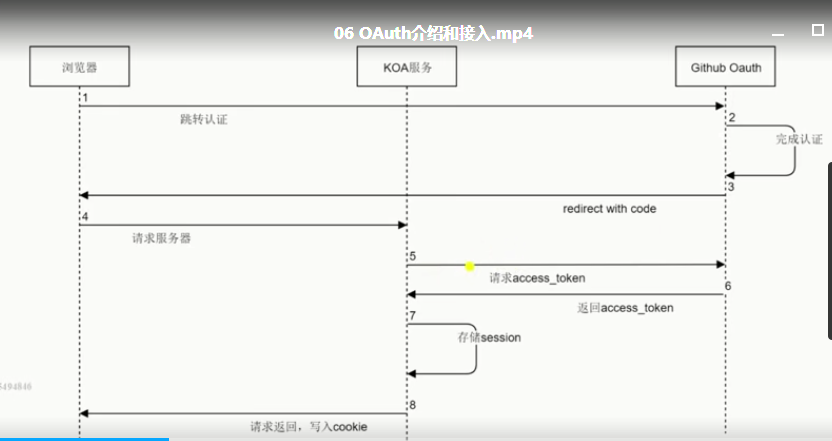 06 OAuth介绍和接入.mp4
浏览器
KOA服务
Github Oauth
1
跳转认证
2
完成认证
3
redirect with code
4
请求服务器
5
请求access_token
6
返回access_token
7
存储session
8
请求返回，写入cookie